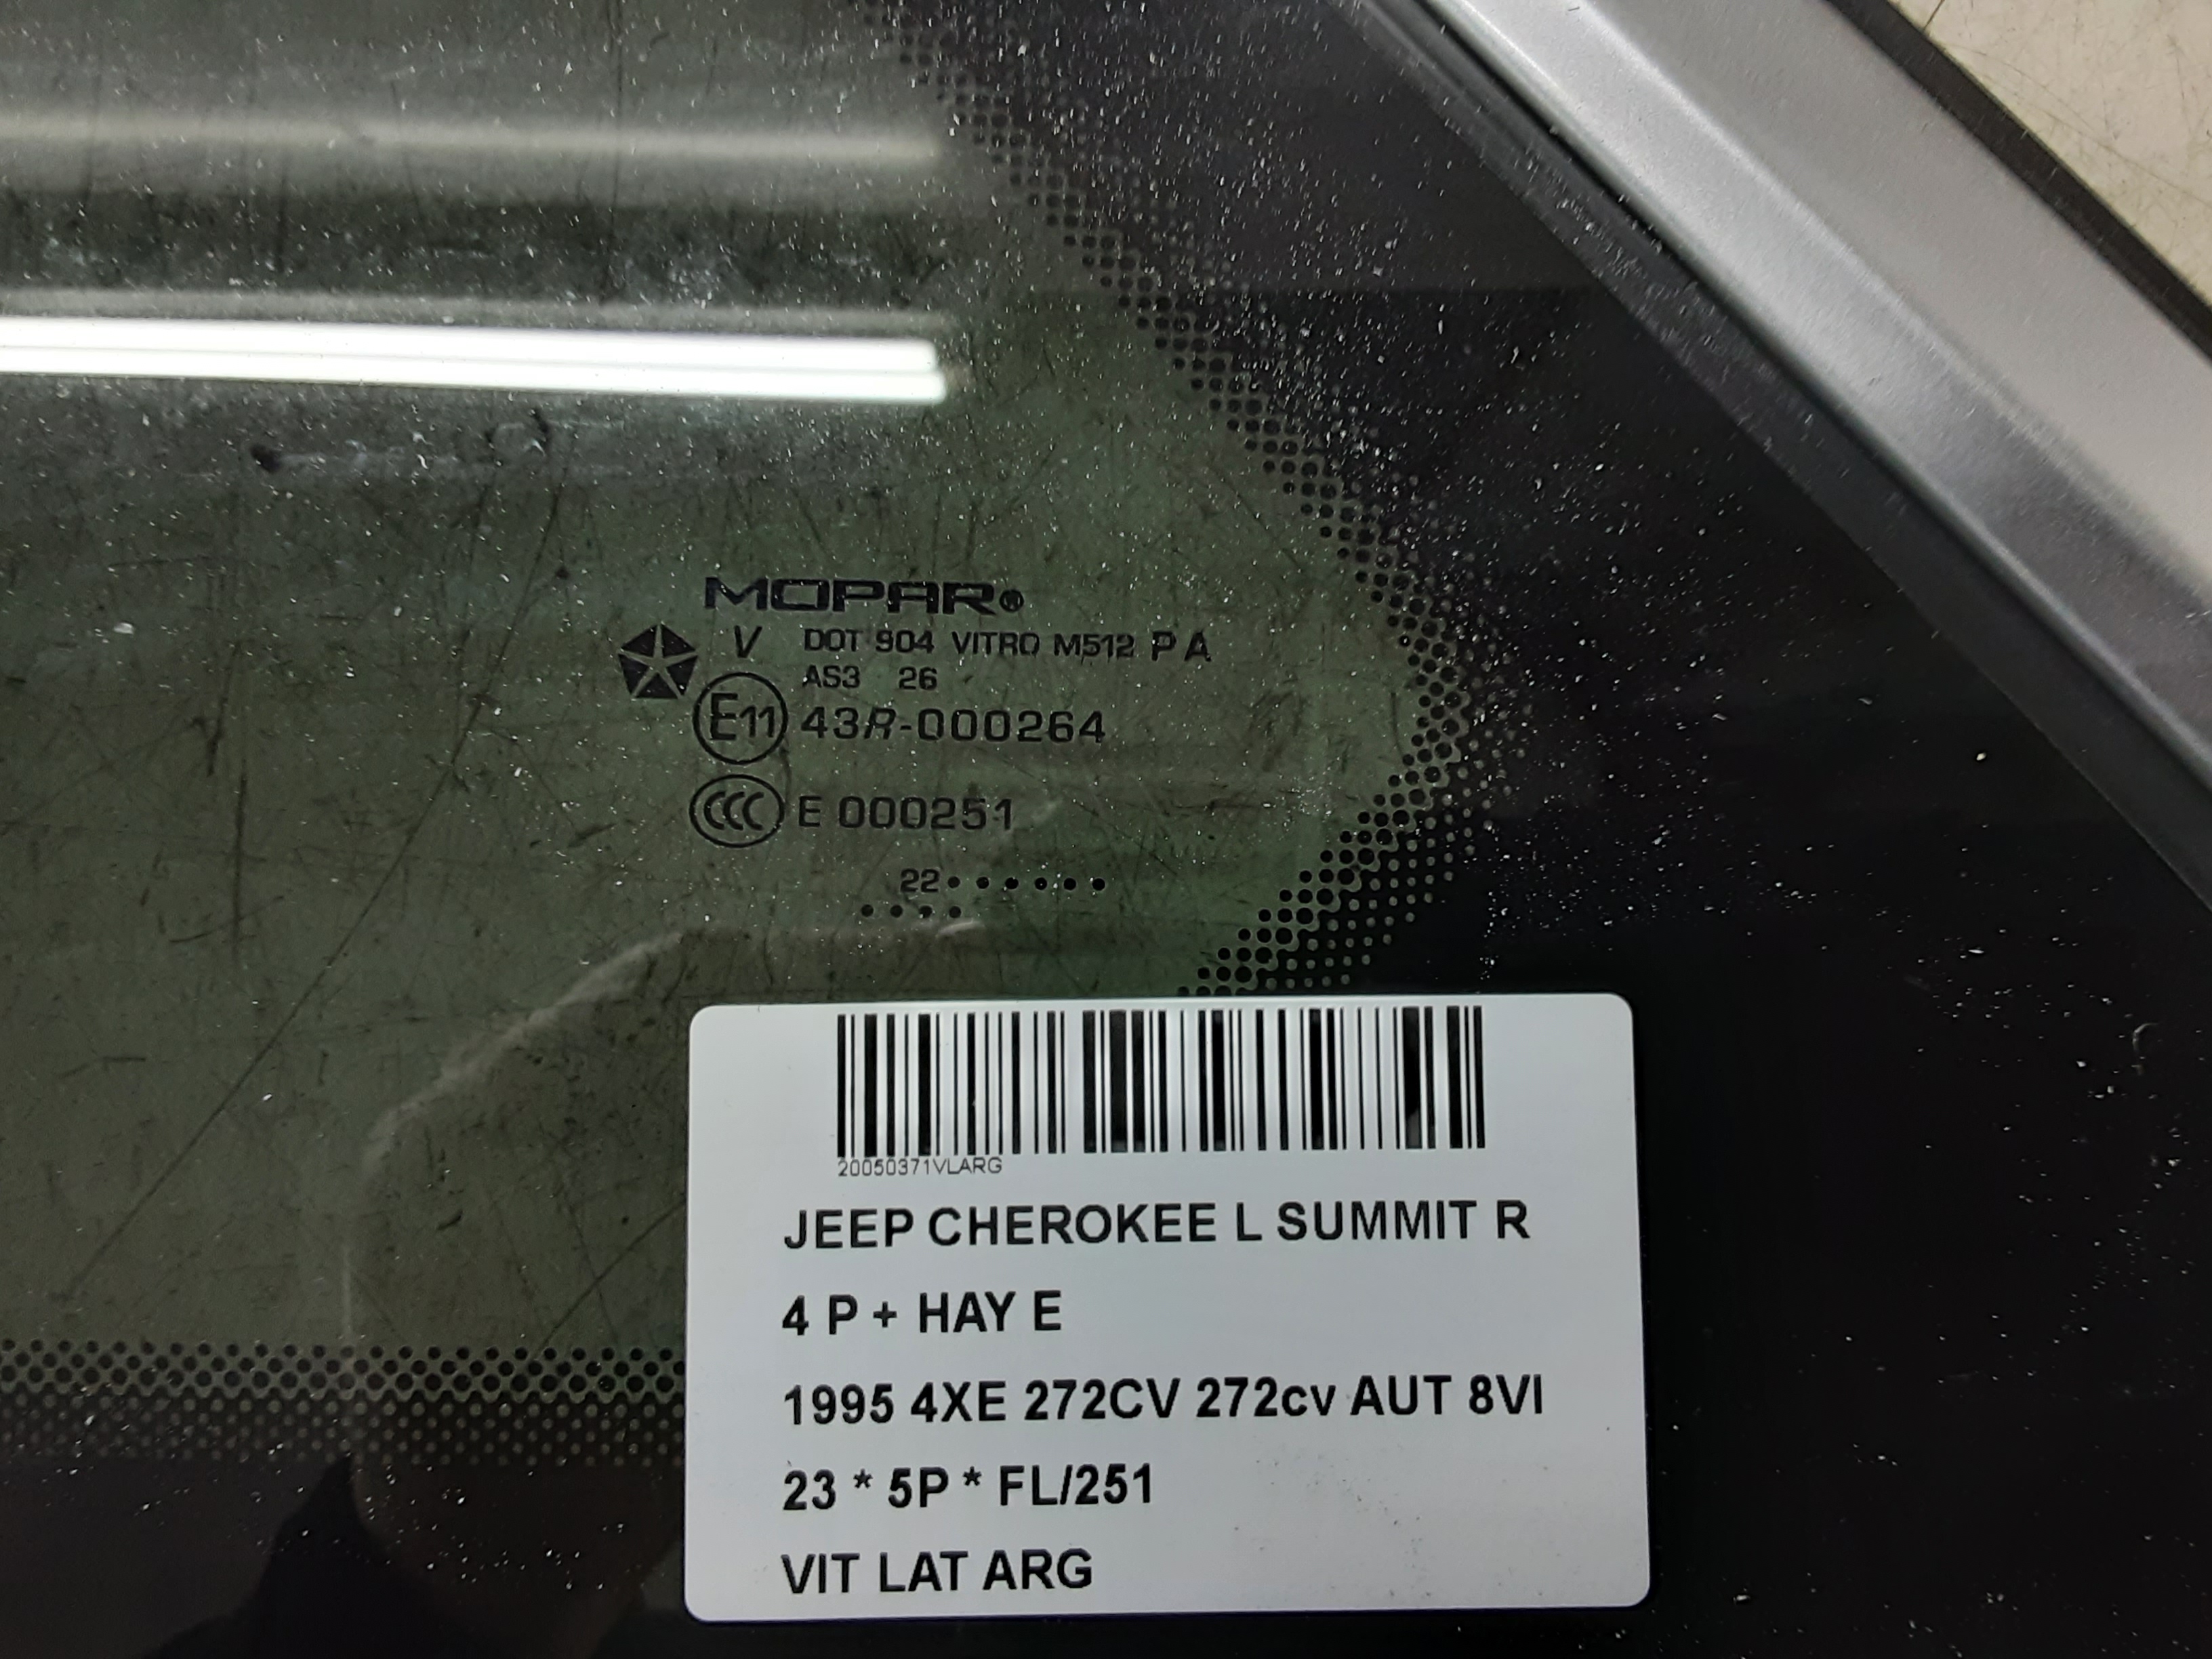 MOPAR®
V DOT 904 VITRO M512 P A
AS3 26
E11 43R-000264
CCC E 000251
22......
....
20050371VLARG
JEEP CHEROKEE L SUMMIT R
4 P + HAY E
1995 4XE 272CV 272cv AUT 8VI
23 * 5P * FL/251
VIT LAT ARG